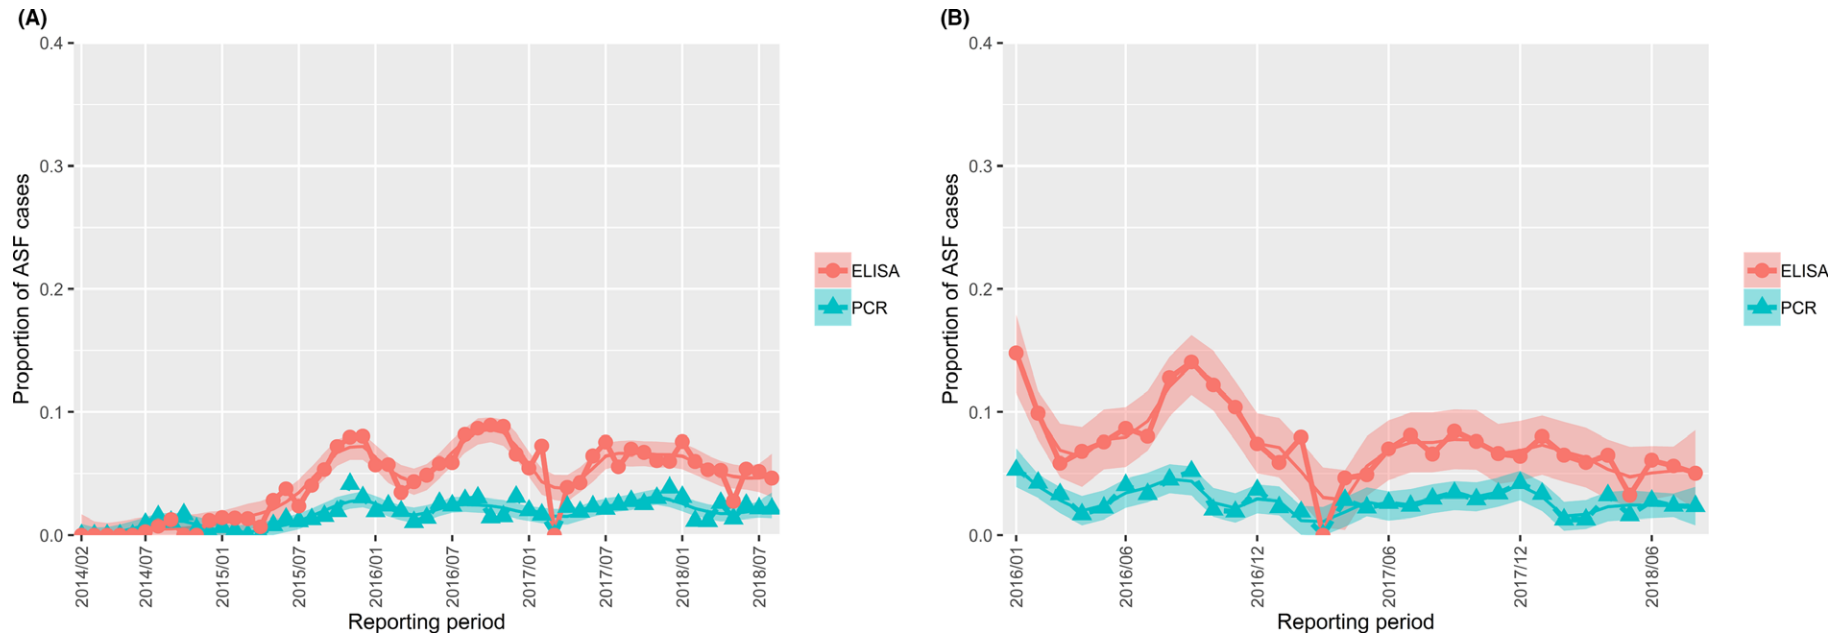 (A)
Proportion of ASF cases
0.4
0.3
0.2
0.1
0.0
2014/02
2014/07
2015/01
2015/07
2016/01
2016/07
2017/01
2017/07
2018/01
2018/07
Reporting period
ELISA
PCR
(B)
Proportion of ASF cases
0.4
0.3
0.2
0.1
0.0
2016/01
2016/06
2016/12
2017/06
2017/12
2018/06
Reporting period
ELISA
PCR